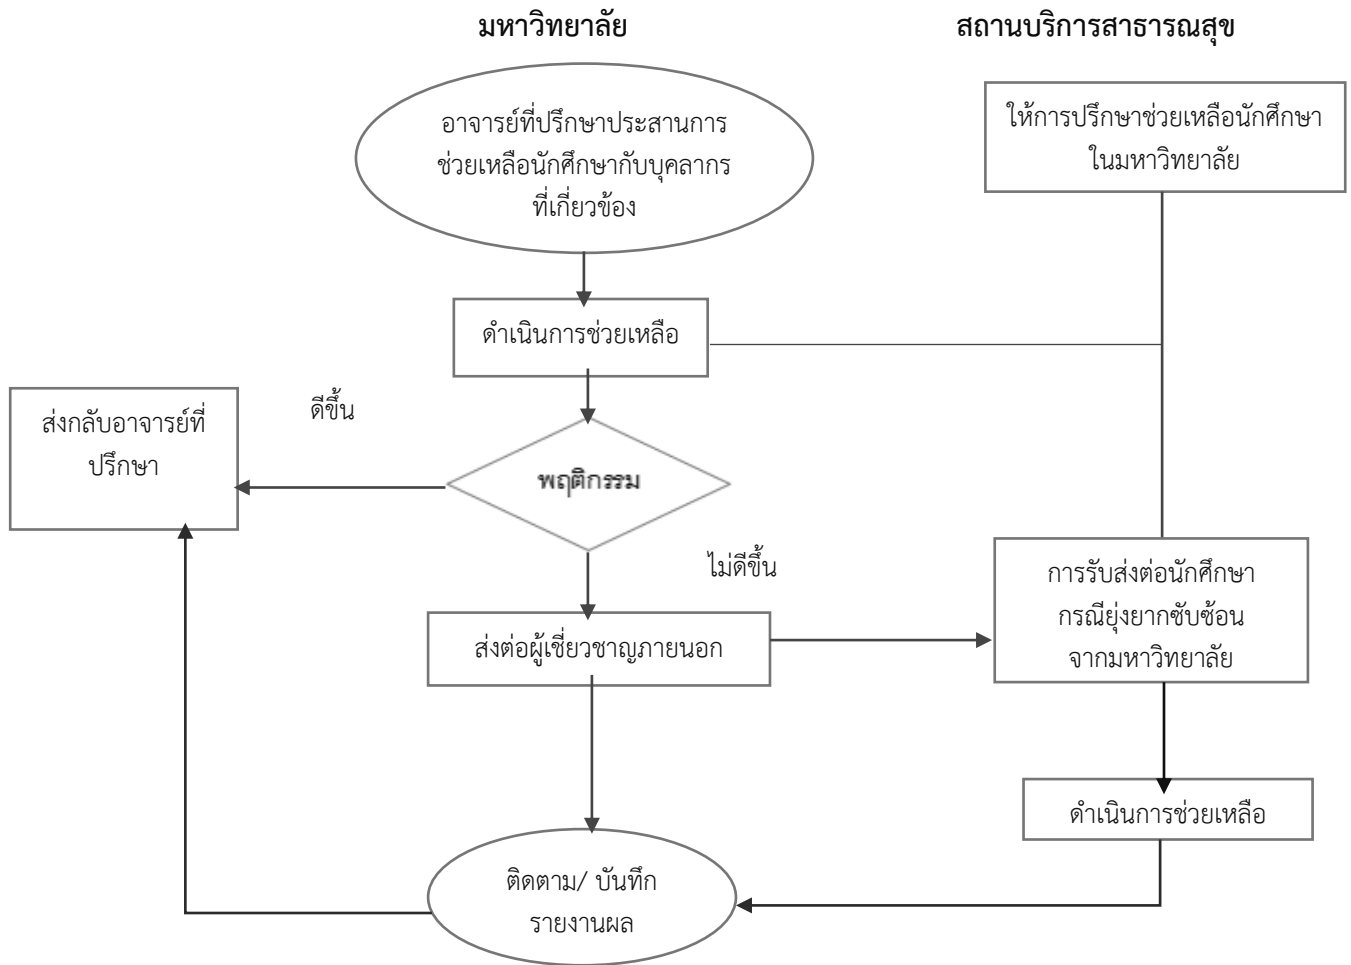 มหาวิทยาลัย
สถานบริการสาธารณสุข
อาจารย์ที่ปรึกษาประสานการ
ช่วยเหลือนักศึกษากับบุคลากร
ที่เกี่ยวข้อง
ให้การปรึกษาช่วยเหลือนักศึกษา
ในมหาวิทยาลัย
ดำเนินการช่วยเหลือ
ส่งกลับอาจารย์ที่
ปรึกษา
ดีขึ้น
พฤติกรรม
ไม่ดีขึ้น
ส่งต่อผู้เชี่ยวชาญภายนอก
การรับส่งต่อนักศึกษา
กรณียุ่งยากซับซ้อน
จากมหาวิทยาลัย
ดำเนินการช่วยเหลือ
ติดตาม/ บันทึก
รายงานผล